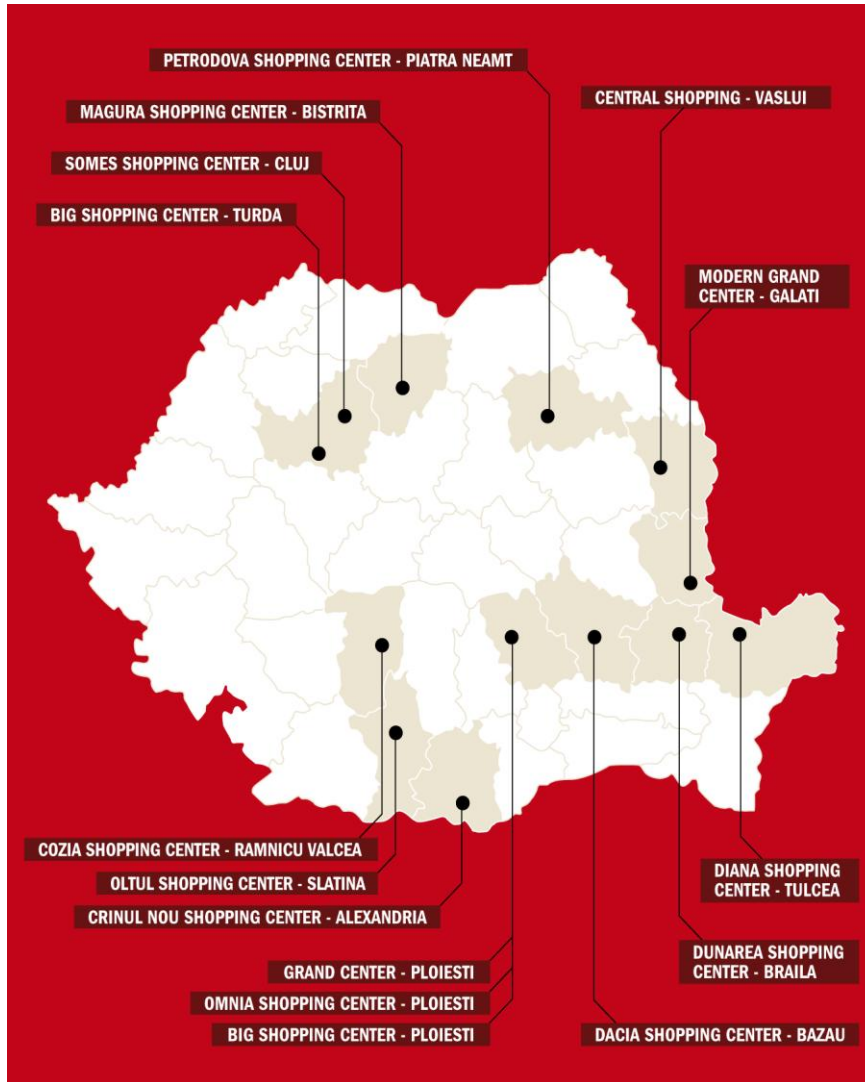 PETRODOVA SHOPPING CENTER - PIATRA NEAMT
CENTRAL SHOPPING - VASLUI
MAGURA SHOPPING CENTER - BISTRITA
SOMES SHOPPING CENTER - CLUJ
BIG SHOPPING CENTER - TURDA
MODERN GRAND
CENTER - GALATI
COZIA SHOPPING CENTER - RAMNICU VALCEA
OLTUL SHOPPING CENTER - SLATINA
CRINUL NOU SHOPPING CENTER - ALEXANDRIA
DIANA SHOPPING
CENTER - TULCEA
DUNAREA SHOPPING
CENTER - BRAILA
GRAND CENTER - PLOIESTI
OMNIA SHOPPING CENTER - PLOIESTI
BIG SHOPPING CENTER - PLOIESTI
DACIA SHOPPING CENTER - BAZAU